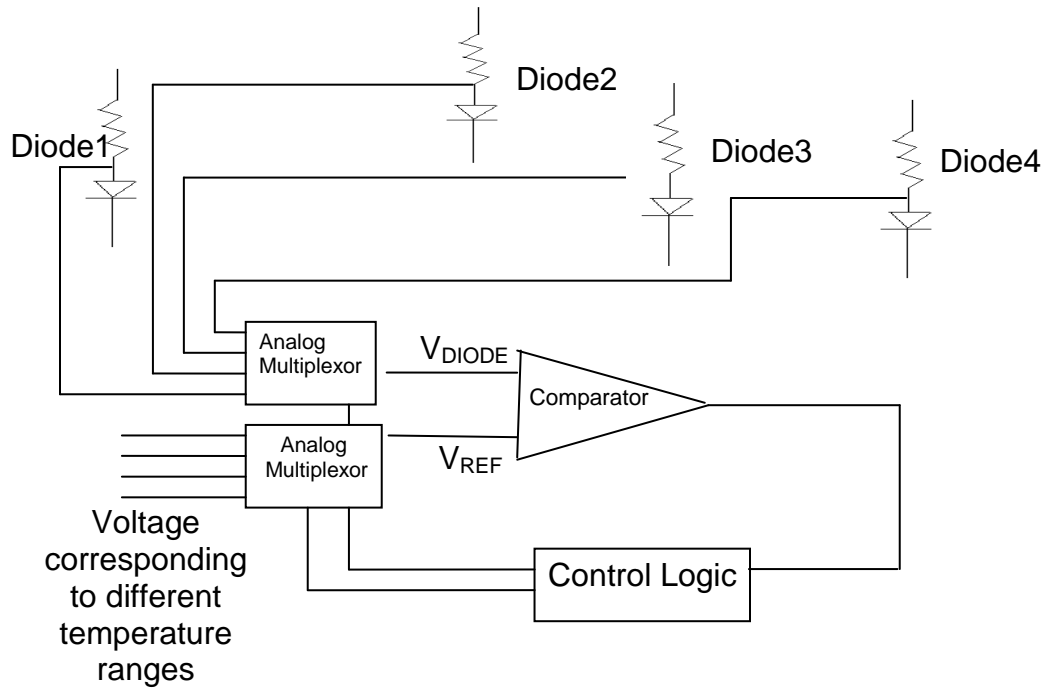 Diode2
Diode1
Diode3
Diode4
Analog
Multiplexor
VDIODE
Comparator
Analog
Multiplexor
VREF
Voltage
corresponding
to different
temperature
ranges
Control Logic